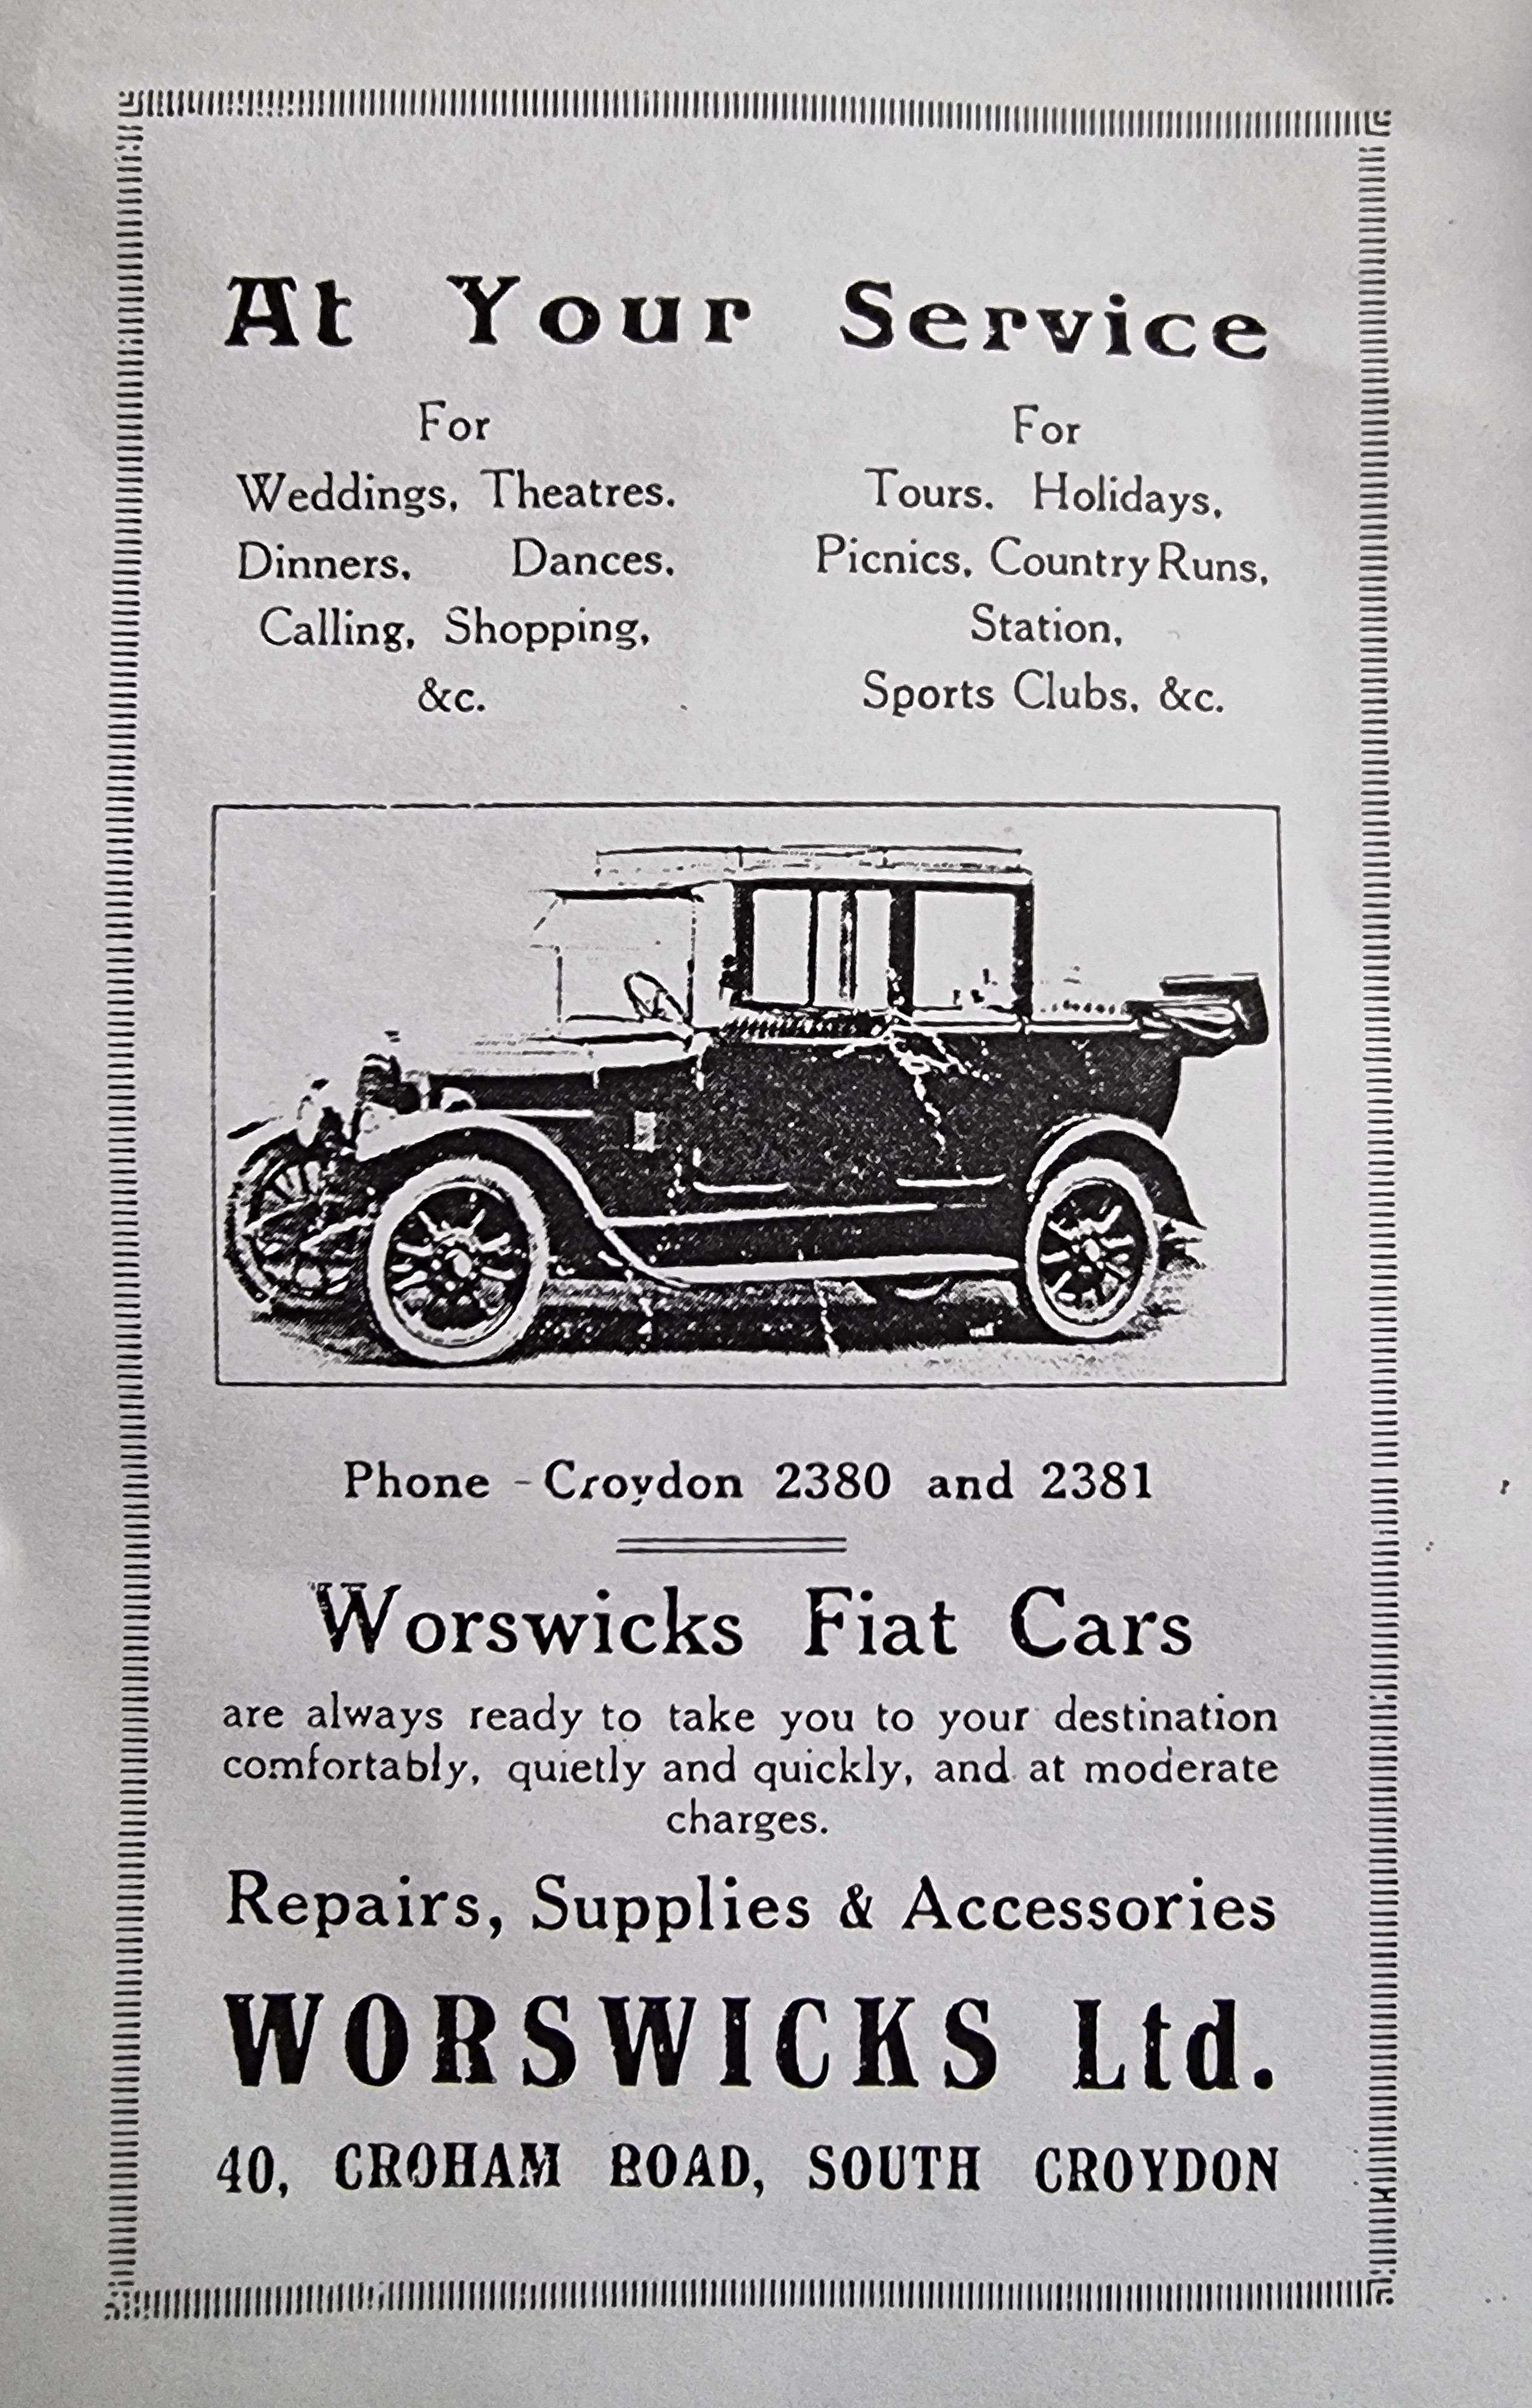 At Your Service
For
Weddings, Theatres.
Dinners, Dances,
Calling, Shopping,
&c.
For
Tours. Holidays,
Picnics, Country Runs,
Station,
Sports Clubs, &c.
Phone - Croydon 2380 and 2381
Worswicks Fiat Cars
are always ready to take you to your destination
comfortably, quietly and quickly, and at moderate
charges.
Repairs, Supplies & Accessories
WORSWICKS Ltd.
40, CROHAM ROAD, SOUTH CROYDON